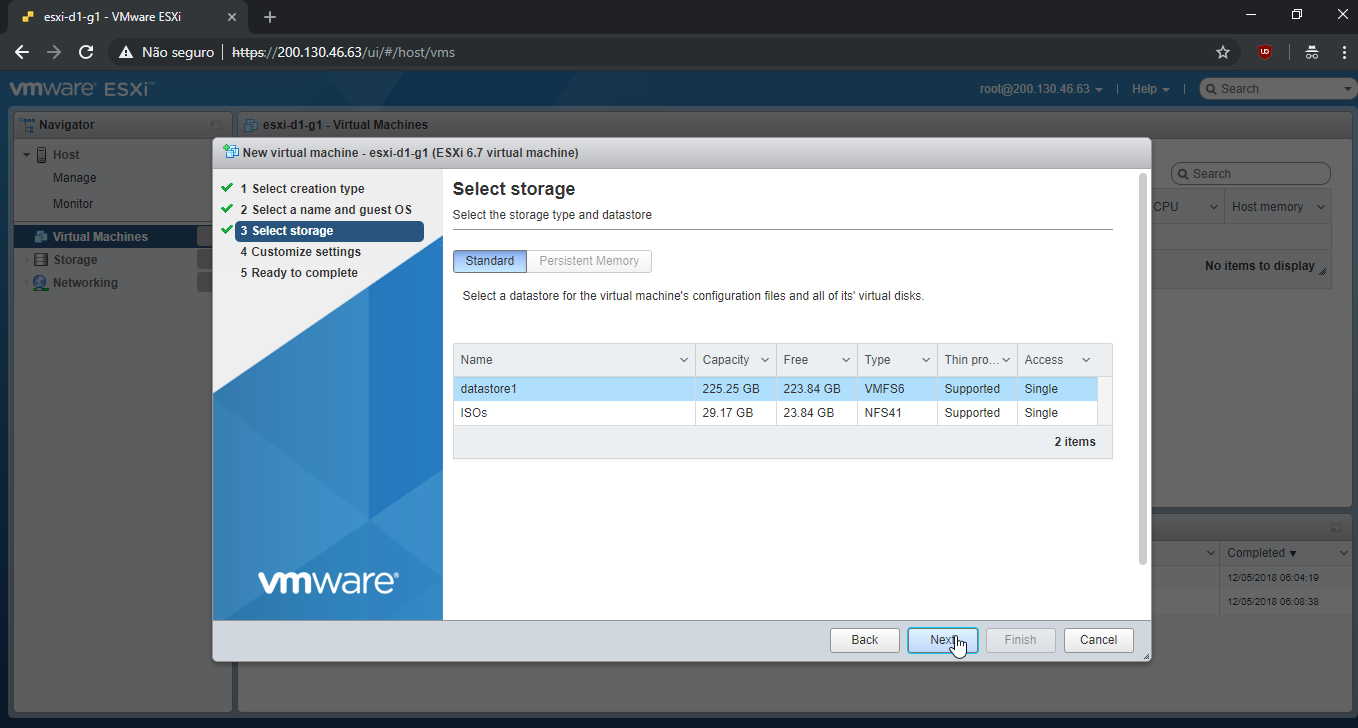 esxi-d1-g1 - VMware ESXi
Não seguro | https://200.130.46.63/ui/#/host/vms
vmware ESXi™
root@200.130.46.63 | Help | Search
Navigator
esxi-d1-g1 - Virtual Machines
Host
Manage
Monitor
Virtual Machines
Storage
Networking
Search
CPU Host memory
No items to display
New virtual machine - esxi-d1-g1 (ESXi 6.7 virtual machine)
1 Select creation type
2 Select a name and guest OS
3 Select storage
4 Customize settings
5 Ready to complete
vmware®
Select storage
Select the storage type and datastore
Standard Persistent Memory
Select a datastore for the virtual machine's configuration files and all of its' virtual disks.
Name Capacity Free Type Thin pro... Access
datastore1 225.25 GB 223.84 GB VMFS6 Supported Single
ISOs 29.17 GB 23.84 GB NFS41 Supported Single
2 items
Back Next Finish Cancel
Completed ▼
12/05/2018 06:04:19
12/05/2018 06:08:38